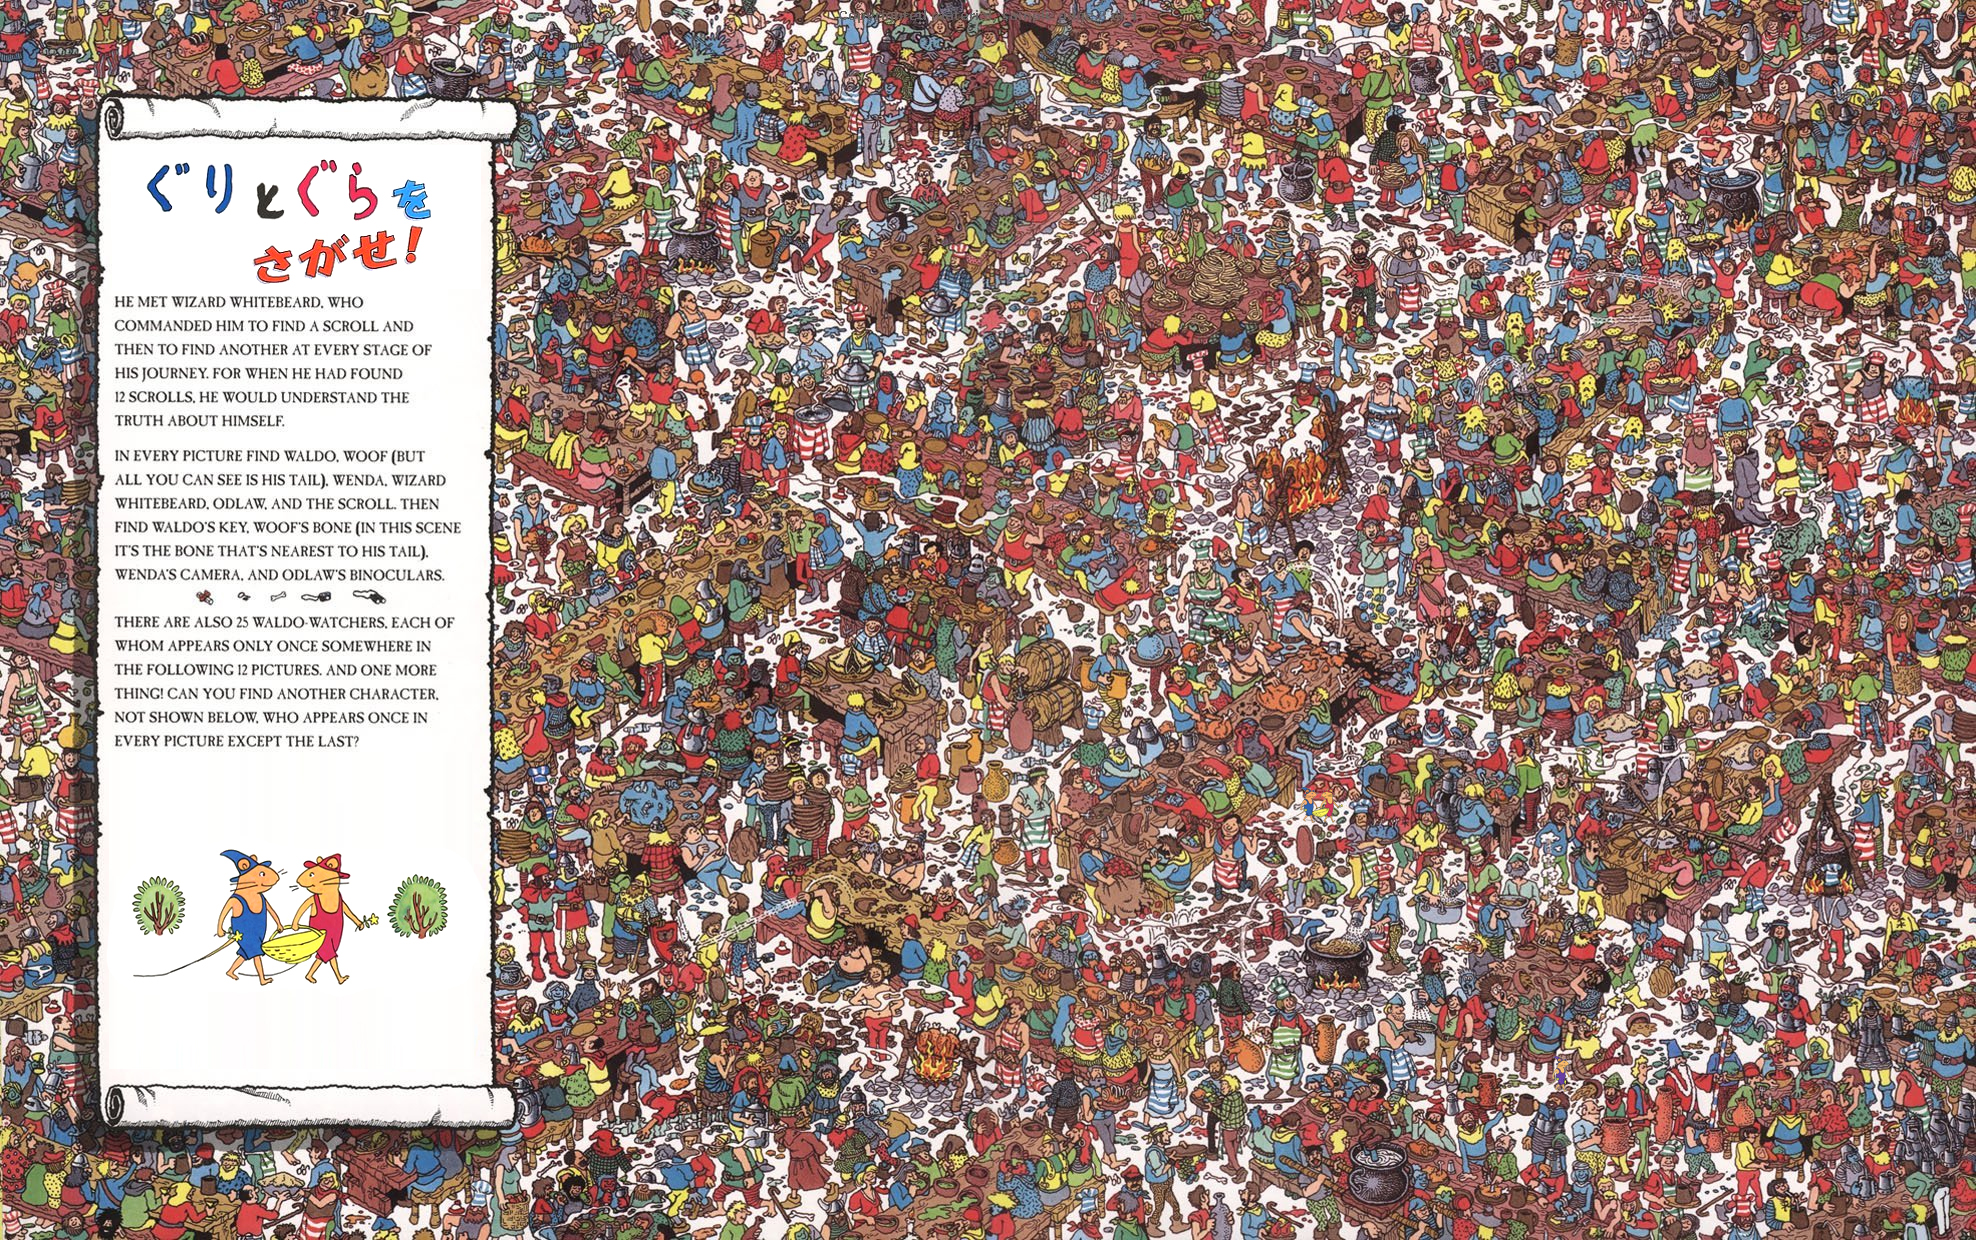 ぐりとぐらを
さがせ!
HE MET WIZARD WHITEBEARD, WHO
COMMANDED HIM TO FIND A SCROLL AND
THEN TO FIND ANOTHER AT EVERY STAGE OF
HIS JOURNEY. FOR WHEN HE HAD FOUND
12 SCROLLS, HE WOULD UNDERSTAND THE
TRUTH ABOUT HIMSELF.
IN EVERY PICTURE FIND WALDO, WOOF (BUT
ALL YOU CAN SEE IS HIS TAIL), WENDA, WIZARD
WHITEBEARD, ODLAW, AND THE SCROLL. THEN
FIND WALDO'S KEY, WOOF'S BONE (IN THIS SCENE
IT'S THE BONE THAT'S NEAREST TO HIS TAIL),
WENDA'S CAMERA, AND ODLAW'S BINOCULARS.
THERE ARE ALSO 25 WALDO-WATCHERS, EACH OF
WHOM APPEARS ONLY ONCE SOMEWHERE IN
THE FOLLOWING 12 PICTURES. AND ONE MORE
THING! CAN YOU FIND ANOTHER CHARACTER,
NOT SHOWN BELOW, WHO APPEARS ONCE IN
EVERY PICTURE EXCEPT THE LAST?